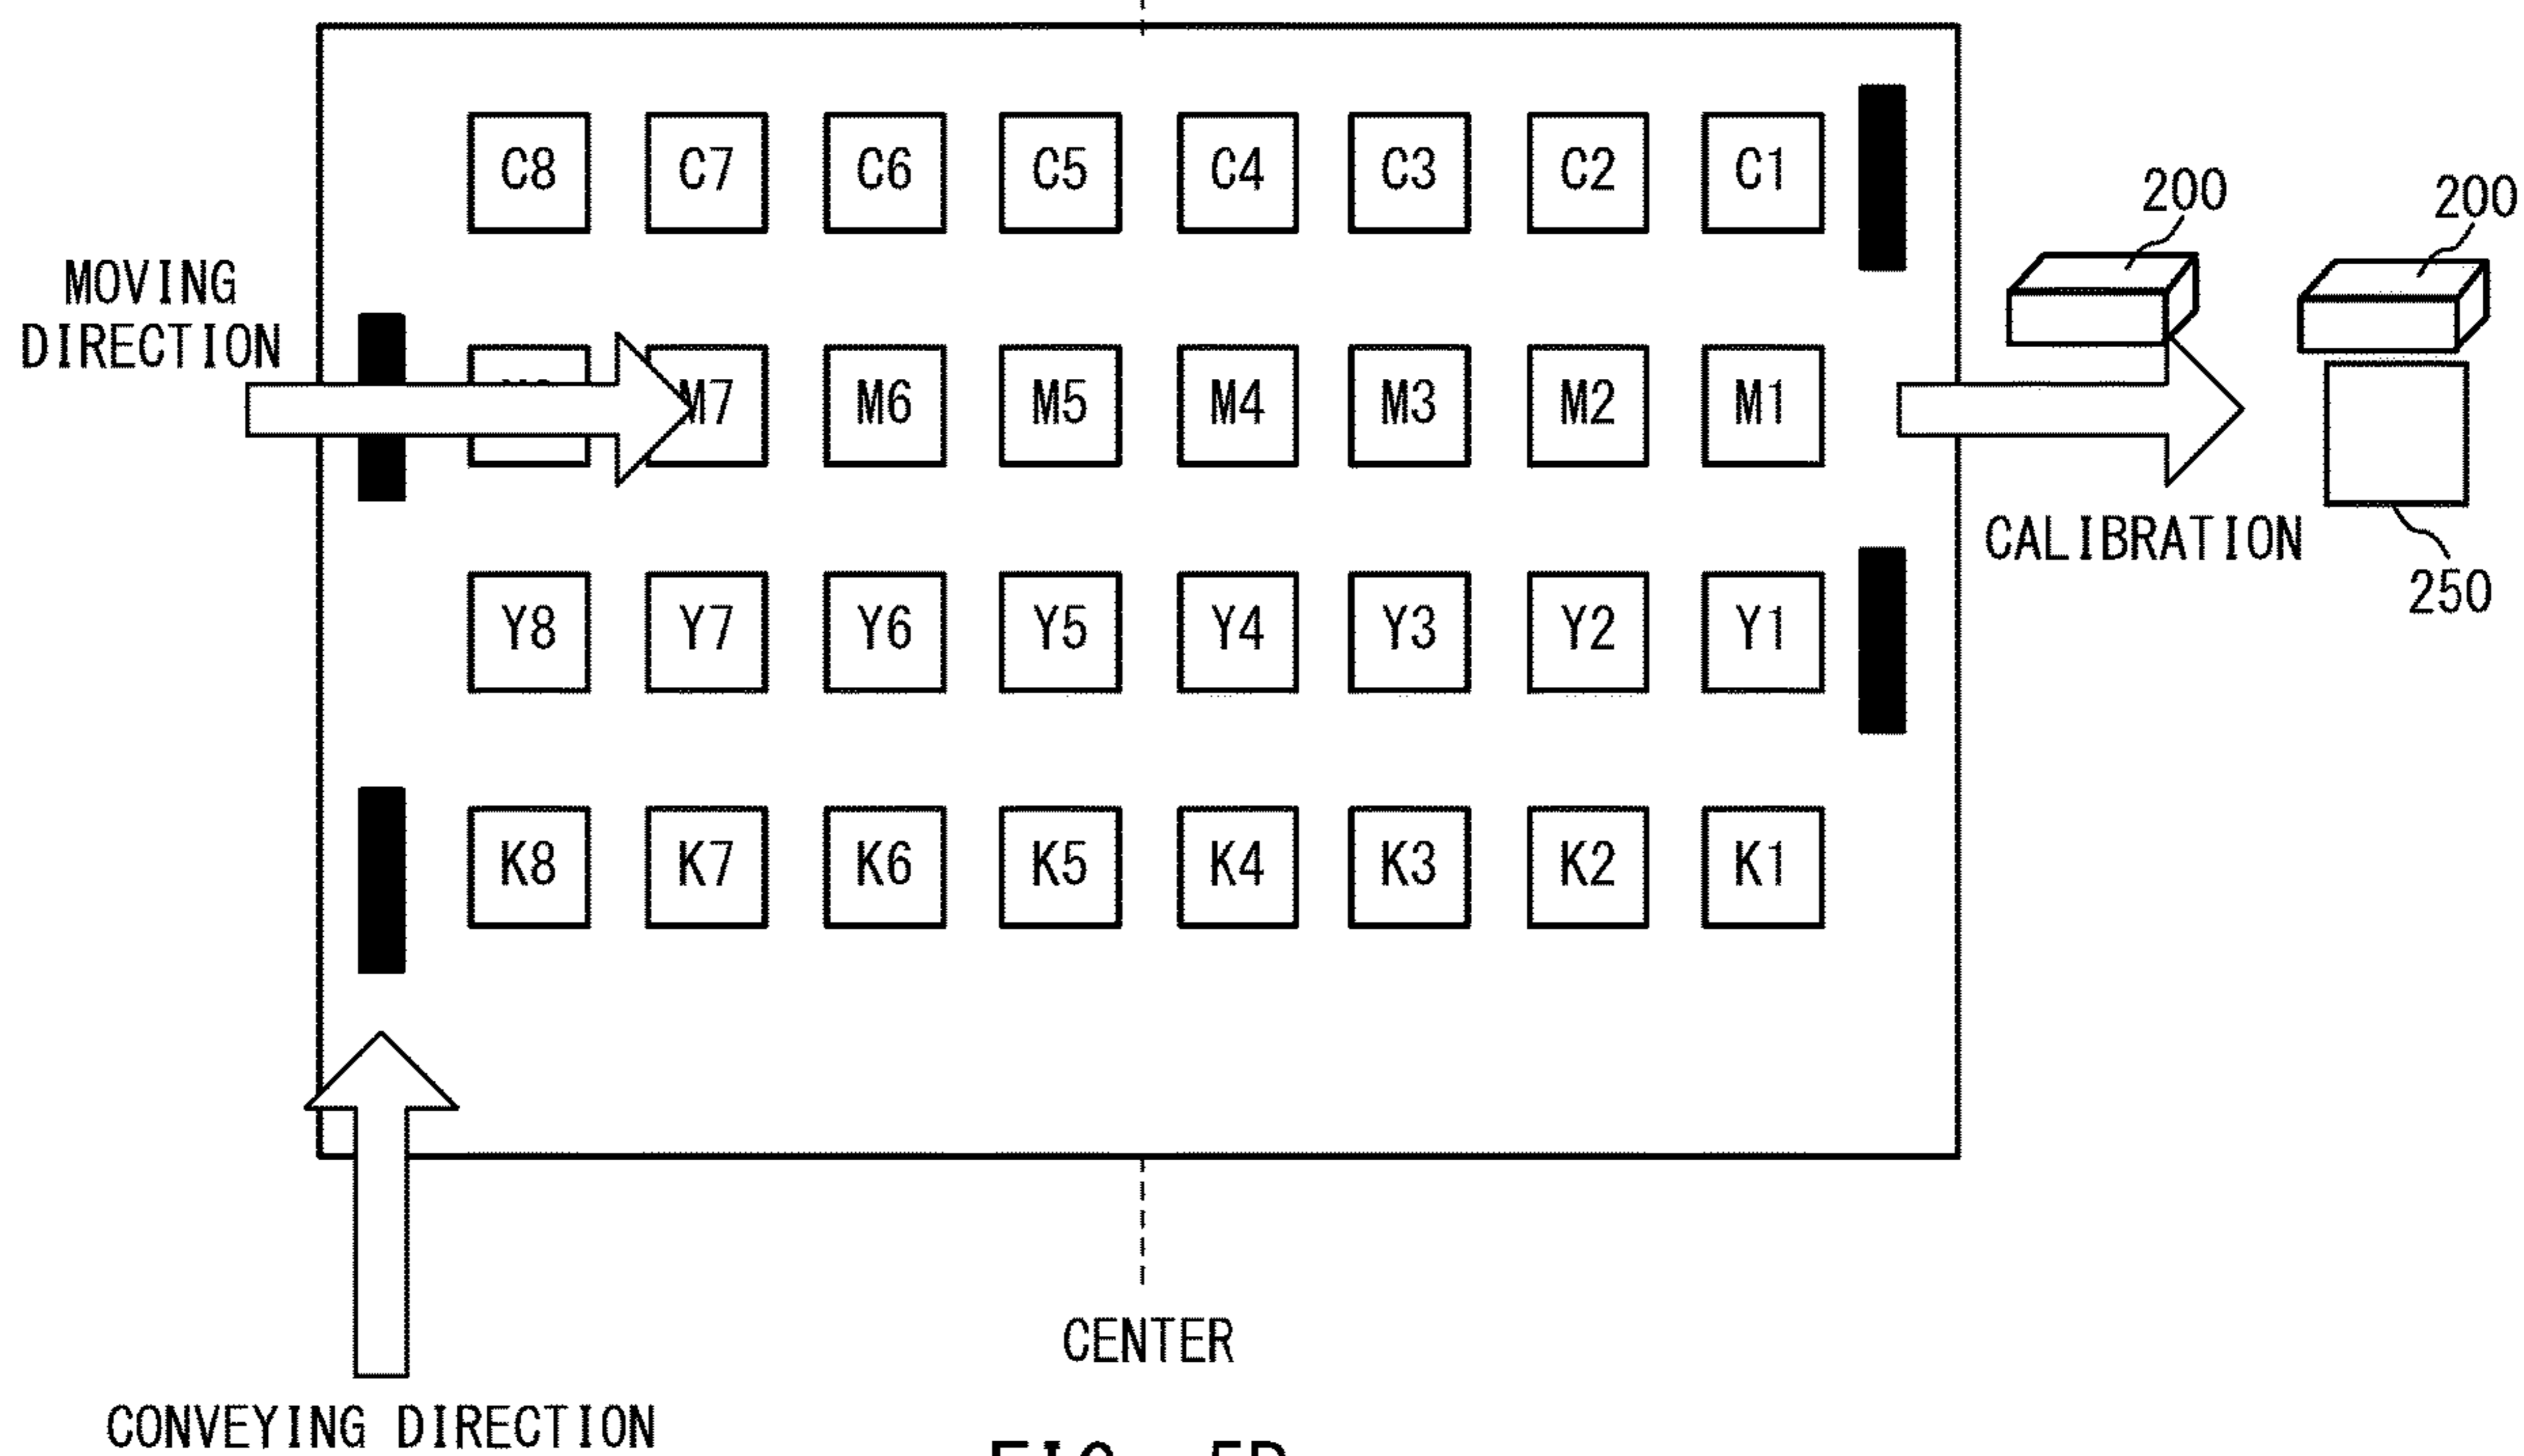 C8 C7 C6 C5 C4 C3 C2 C1
200
200
MOVING
DIRECTION
M7 M6 M5 M4 M3 M2 M1
CALIBRATION
250
Y8 Y7 Y6 Y5 Y4 Y3 Y2 Y1
K8 K7 K6 K5 K4 K3 K2 K1
CENTER
CONVEYING DIRECTION